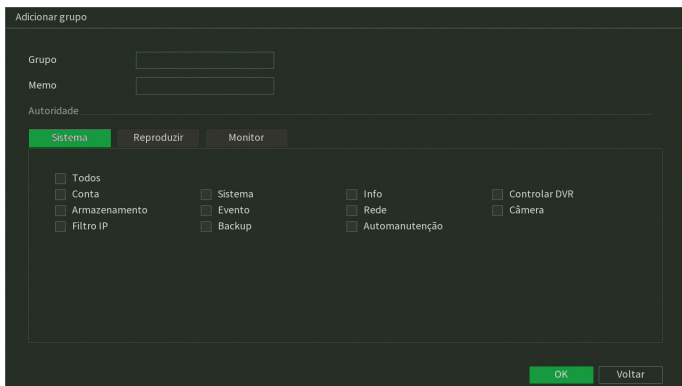 Adicionar grupo
Grupo
Memo
Autoridade
Sistema Reproduzir Monitor
Todos
Conta Sistema Info Controlar DVR
Armazenamento Evento Rede Câmera
Filtro IP Backup Automanutenção
OK Voltar